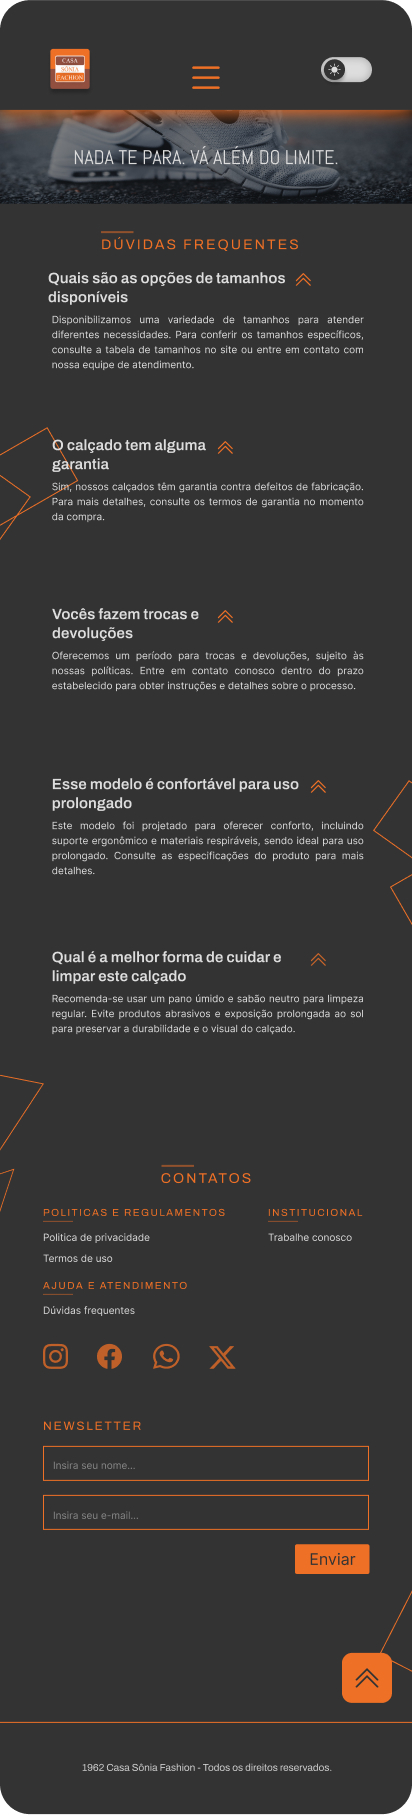 CASA
SÔNIA
FACHION
NADA TE PARA. VÁ ALÉM DO LIMITE.
DÚVIDAS FREQUENTES
Quais são as opções de tamanhos
disponíveis
Disponibilizamos uma variedade de tamanhos para atender
diferentes necessidades. Para conferir os tamanhos específicos,
consulte a tabela de tamanhos no site ou entre em contato com
nossa equipe de atendimento.
O calçado tem alguma
garantia
Sim, nossos calçados têm garantia contra defeitos de fabricação.
Para mais detalhes, consulte os termos de garantia no momento
da compra.
Vocês fazem trocas e
devoluções
Oferecemos um período para trocas e devoluções, sujeito às
nossas políticas. Entre em contato conosco dentro do prazo
estabelecido para obter instruções e detalhes sobre o processo.
Esse modelo é confortável para uso
prolongado
Este modelo foi projetado para oferecer conforto, incluindo
suporte ergonômico e materiais respiráveis, sendo ideal para uso
prolongado. Consulte as especificações do produto para mais
detalhes.
Qual é a melhor forma de cuidar e
limpar este calçado
Recomenda-se usar um pano úmido e sabão neutro para limpeza
regular. Evite produtos abrasivos e exposição prolongada ao sol
para preservar a durabilidade e o visual do calçado.
CONTATOS
POLITICAS E REGULAMENTOS
Politica de privacidade
Termos de uso
INSTITUCIONAL
Trabalhe conosco
AJUDA E ATENDIMENTO
Dúvidas frequentes
NEWSLETTER
Insira seu nome...
Insira seu e-mail...
Enviar
1962 Casa Sônia Fashion - Todos os direitos reservados.